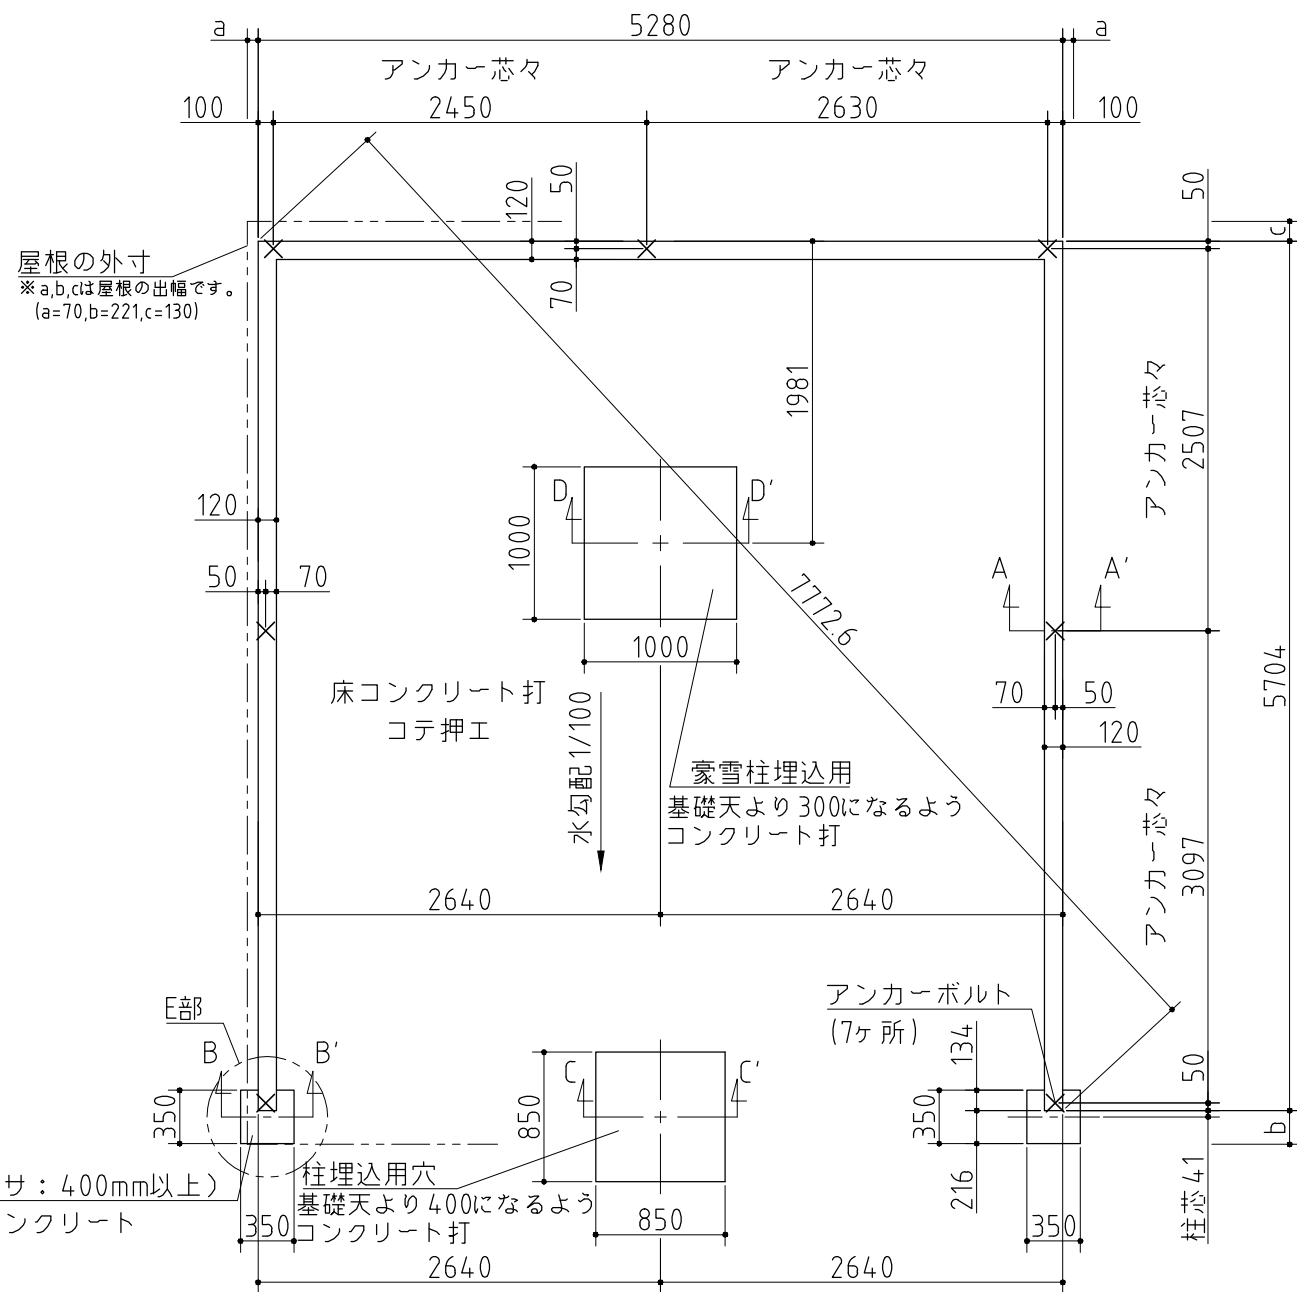 a
5280
a
アンカー芯々
アンカー芯々
100
2450
2630
100
50
120
50
c
屋根の外寸
※a,b,cは屋根の出幅です。
(a=70,b=221,c=130)
70
1981
アンカー芯々
2507
D
D'
120
1000
50
70
A
A'
7772.6
1000
5704
床コンクリート打
コテ押エ
水勾配 1/100
70
50
120
豪雪柱埋込用
基礎天より300になるよう
コンクリート打
アンカー芯々
3097
2640
2640
E部
アンカーボルト
(7ヶ所)
134
50
B
B'
C
C'
350
850
350
b
サ：400mm以上）
ンクリート
柱埋込用穴
基礎天より400になるよう
コンクリート打
216
柱芯 41
350
850
350
2640
2640